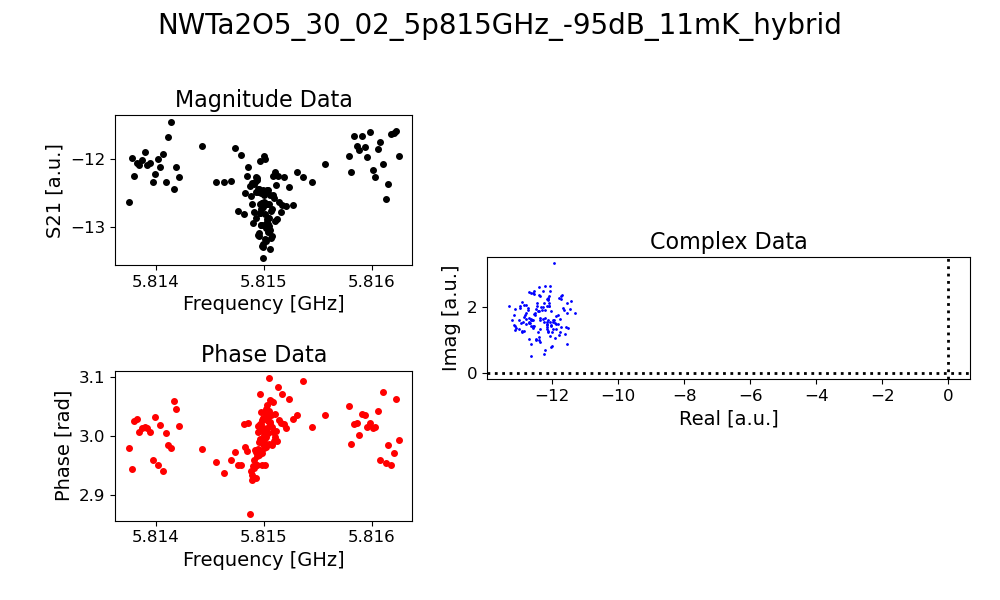 NWTa2O5_30_02_5p815GHz_-95dB_11mK_hybrid
Magnitude Data
S21 [a.u.]
−12
−13
5.814 5.815 5.816
Frequency [GHz]
Phase Data
Phase [rad]
3.1
3.0
2.9
5.814 5.815 5.816
Frequency [GHz]
Complex Data
Imag [a.u.]
2
0
−12 −10 −8 −6 −4 −2 0
Real [a.u.]